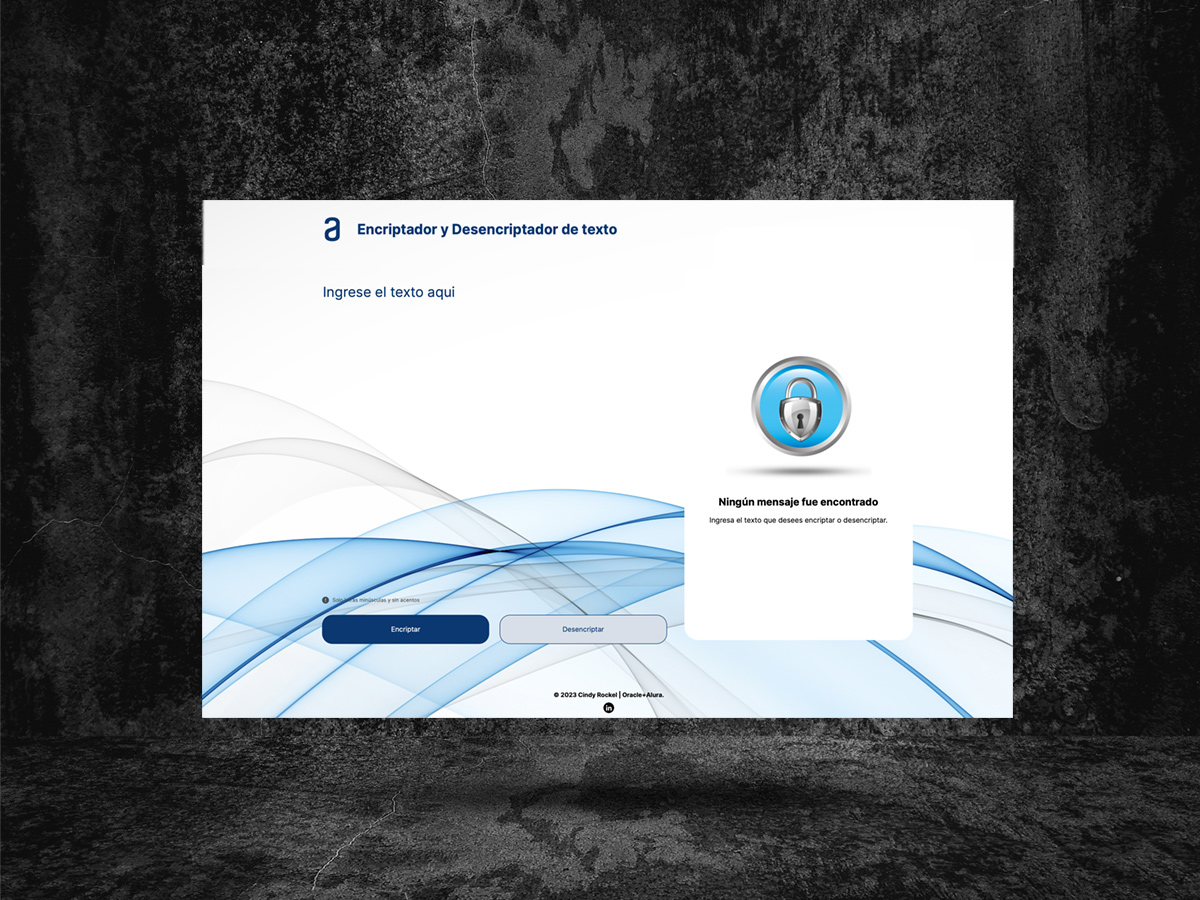 a Encriptador y Desencriptador de texto
Ingrese el texto aqui
Ningún mensaje fue encontrado
Ingresa el texto que desees encriptar o desencriptar.
Solo letras minúsculas y sin acentos
Encriptar
Desencriptar
© 2023 Cindy Rockel | Oracle+Alura.
in